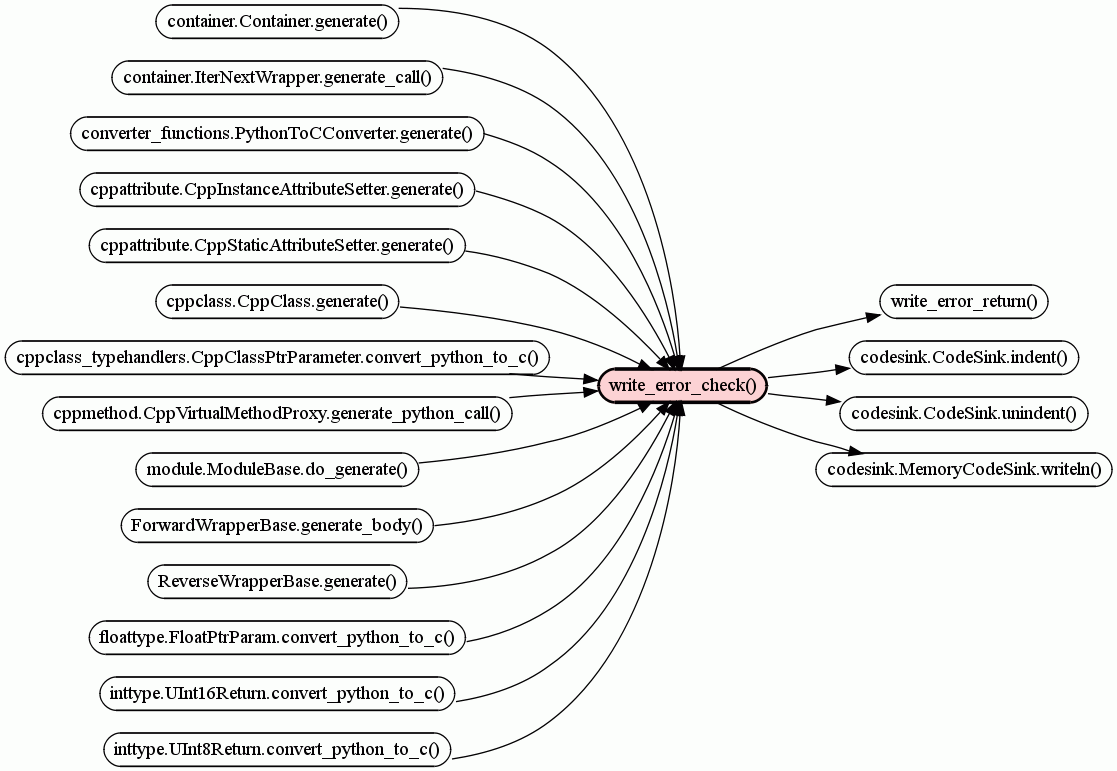 container.Container.generate()
container.IterNextWrapper.generate_call()
converter_functions.PythonToCConverter.generate()
cppattribute.CppInstanceAttributeSetter.generate()
cppattribute.CppStaticAttributeSetter.generate()
cppclass.CppClass.generate()
cppclass_typehandlers.CppClassPtrParameter.convert_python_to_c()
cppmethod.CppVirtualMethodProxy.generate_python_call()
module.ModuleBase.do_generate()
ForwardWrapperBase.generate_body()
ReverseWrapperBase.generate()
floattype.FloatPtrParam.convert_python_to_c()
inttype.UInt16Return.convert_python_to_c()
inttype.UInt8Return.convert_python_to_c()
write_error_check()
write_error_return()
codesink.CodeSink.indent()
codesink.CodeSink.unindent()
codesink.MemoryCodeSink.writeln()